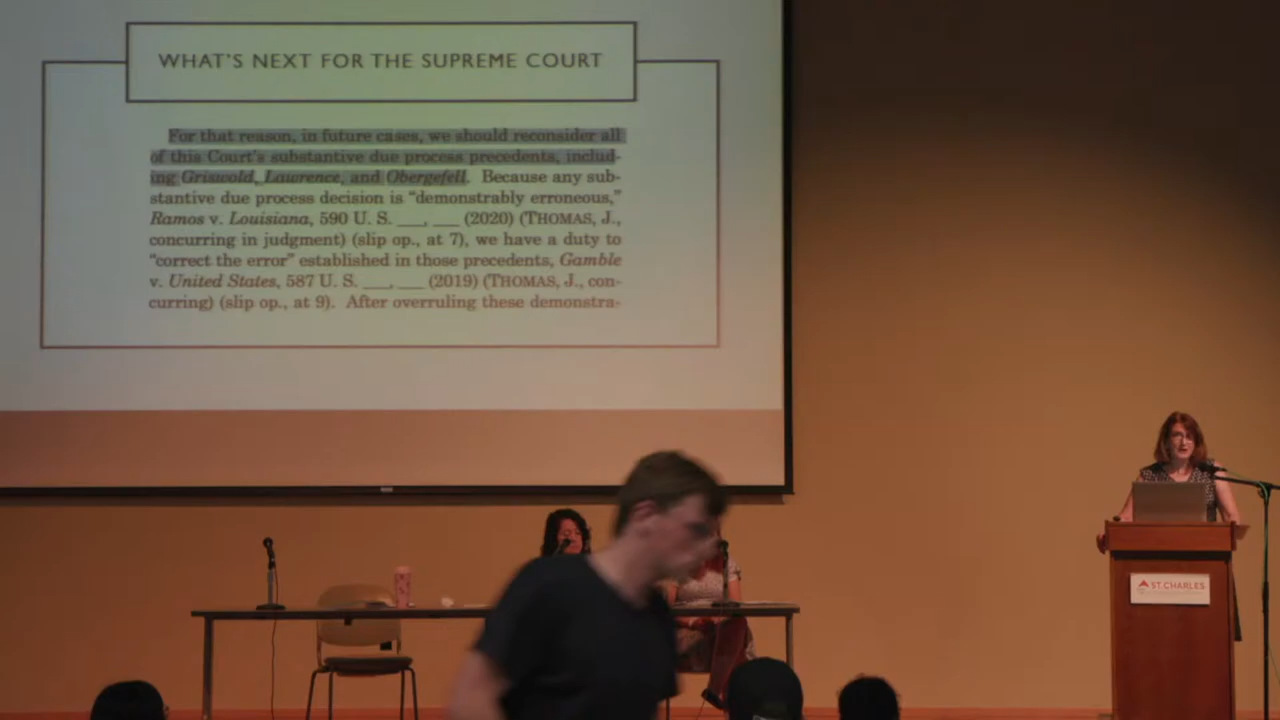 WHAT'S NEXT FOR THE SUPREME COURT
For that reason, in future cases, we should reconsider all
of this Court's substantive due process precedents, includ-
ing Griswold, Lawrence, and Obergefell. Because any sub-
stantive due process decision is “demonstrably erroneous,”
Ramos v. Louisiana, 590 U. S. ___, ___ (2020) (THOMAS, J.,
concurring in judgment) (slip op., at 7), we have a duty to
“correct the error” established in those precedents, Gamble
v. United States, 587 U. S. ___, ___ (2019) (THOMAS, J., con-
curring) (slip op., at 9). After overruling these demonstra-
ST.CHARLES